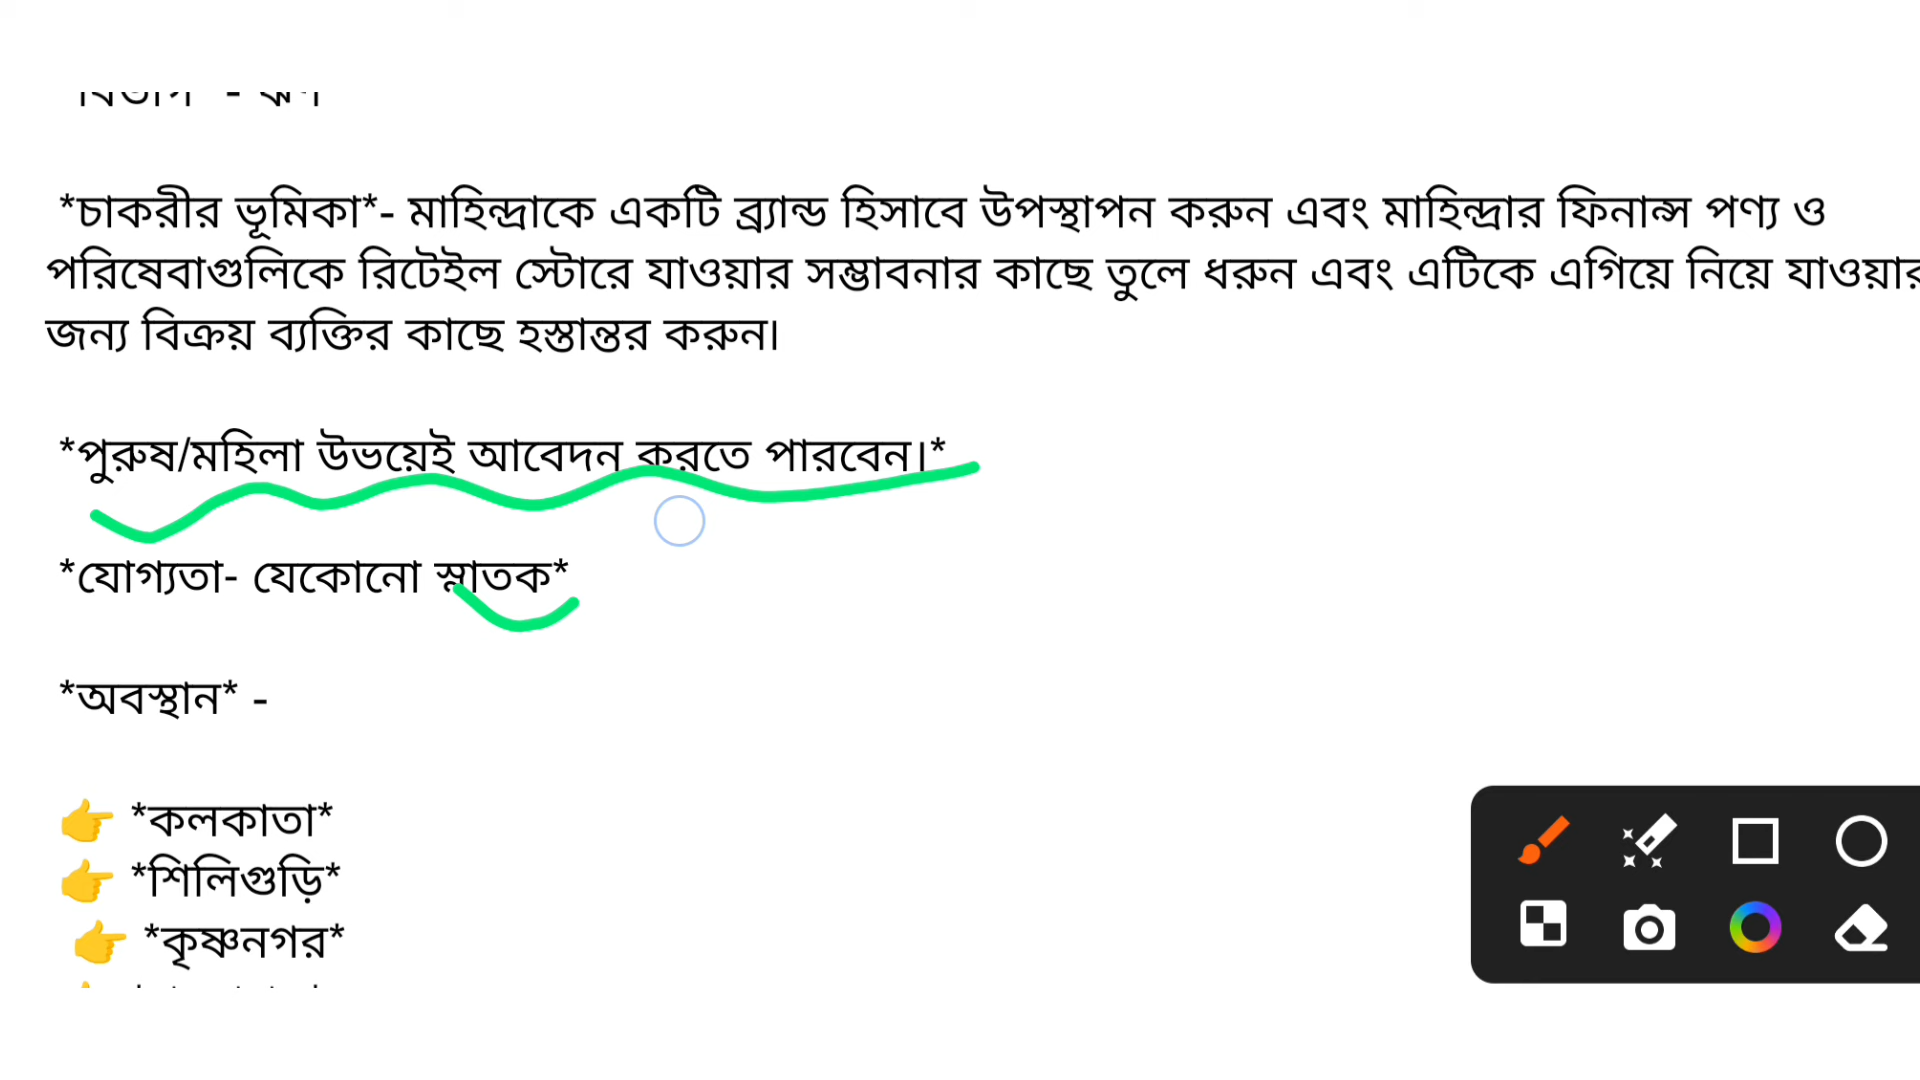 *চাকরীর ভূমিকা*- মাহিন্দ্রাকে একটি ব্র্যান্ড হিসাবে উপস্থাপন করুন এবং মাহিন্দ্রার ফিনান্স পণ্য ও
পরিষেবাগুলিকে রিটেইল স্টোরে যাওয়ার সম্ভাবনার কাছে তুলে ধরুন এবং এটিকে এগিয়ে নিয়ে যাওয়ার
জন্য বিক্রয় ব্যক্তির কাছে হস্তান্তর করুন।
*পুরুষ/মহিলা উভয়েই আবেদন করতে পারবেন।*
*যোগ্যতা- যেকোনো স্নাতক*
*অবস্থান* -
👉 *কলকাতা*
👉 *শিলিগুড়ি*
👉 *কৃষ্ণনগর*